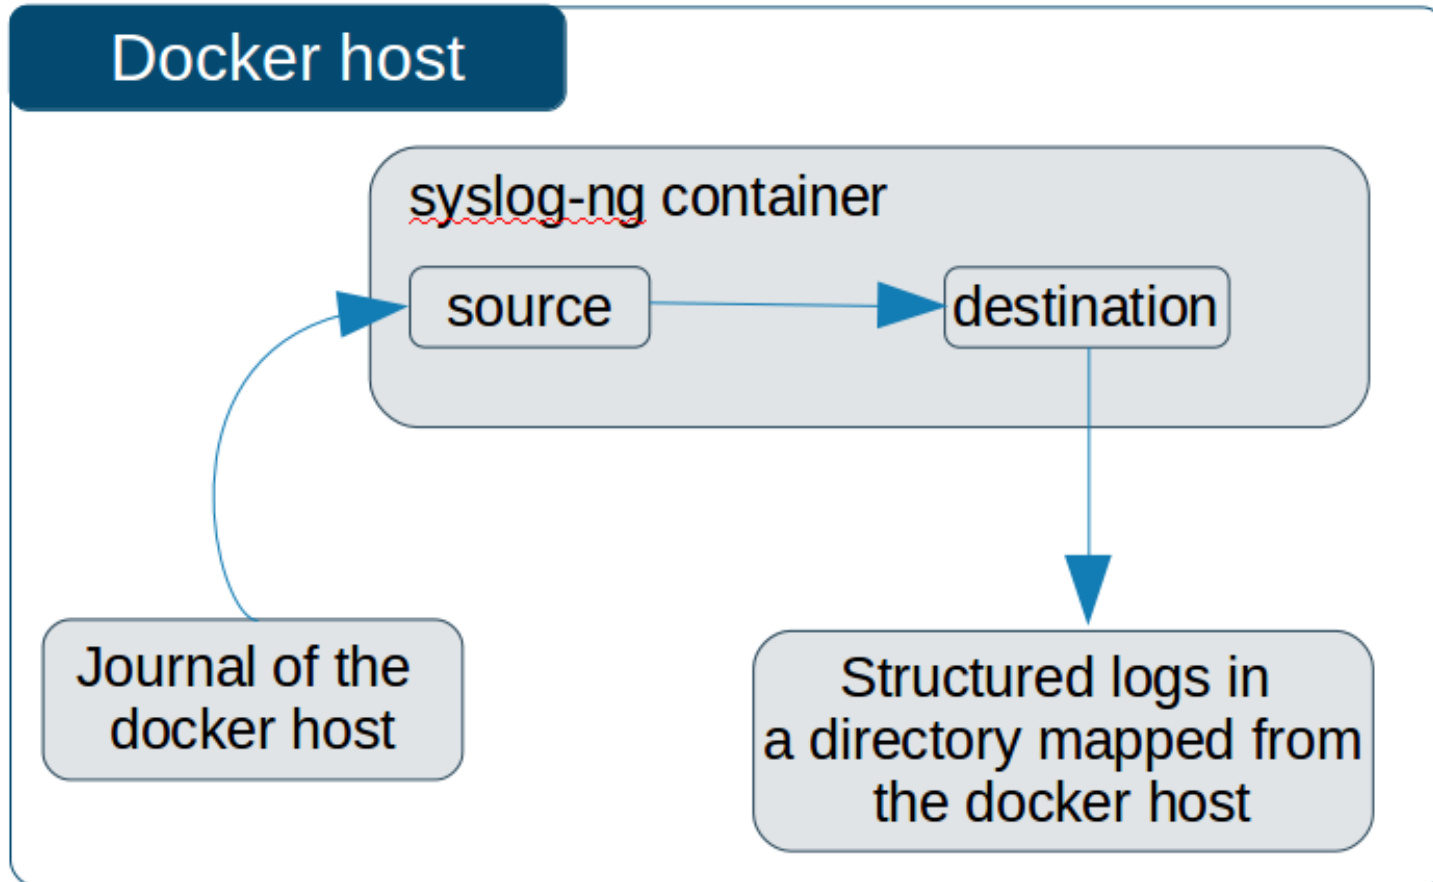 Docker host
syslog-ng container
source
destination
Journal of the
docker host
Structured logs in
a directory mapped from
the docker host